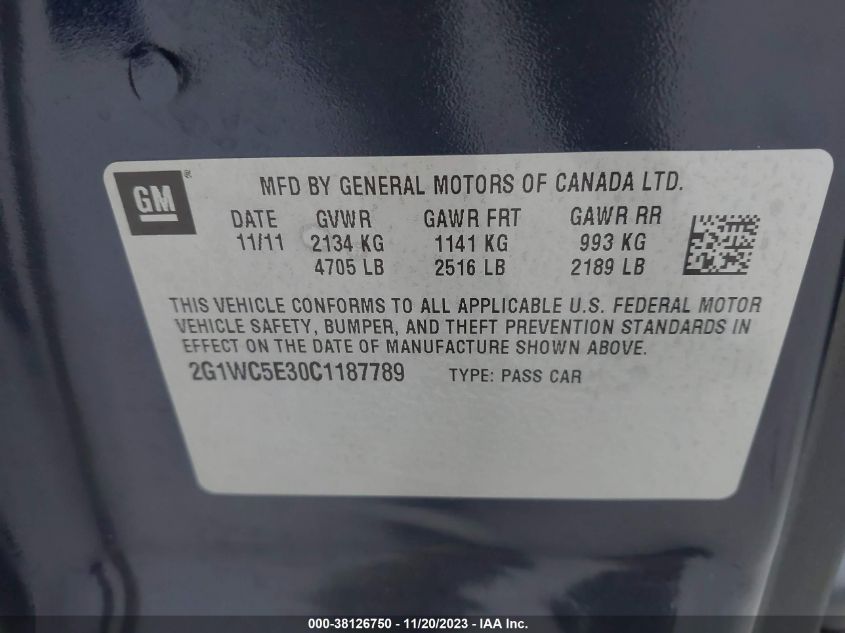 GM®
MFD BY GENERAL MOTORS OF CANADA LTD.
DATE GVWR GAWR FRT GAWR RR
11/11 2134 KG 1141 KG 993 KG
4705 LB 2516 LB 2189 LB
THIS VEHICLE CONFORMS TO ALL APPLICABLE U.S. FEDERAL MOTOR
VEHICLE SAFETY, BUMPER, AND THEFT PREVENTION STANDARDS IN
EFFECT ON THE DATE OF MANUFACTURE SHOWN ABOVE.
2G1WC5E30C1187789 TYPE: PASS CAR
000-38126750 - 11/20/2023 - IAA Inc.